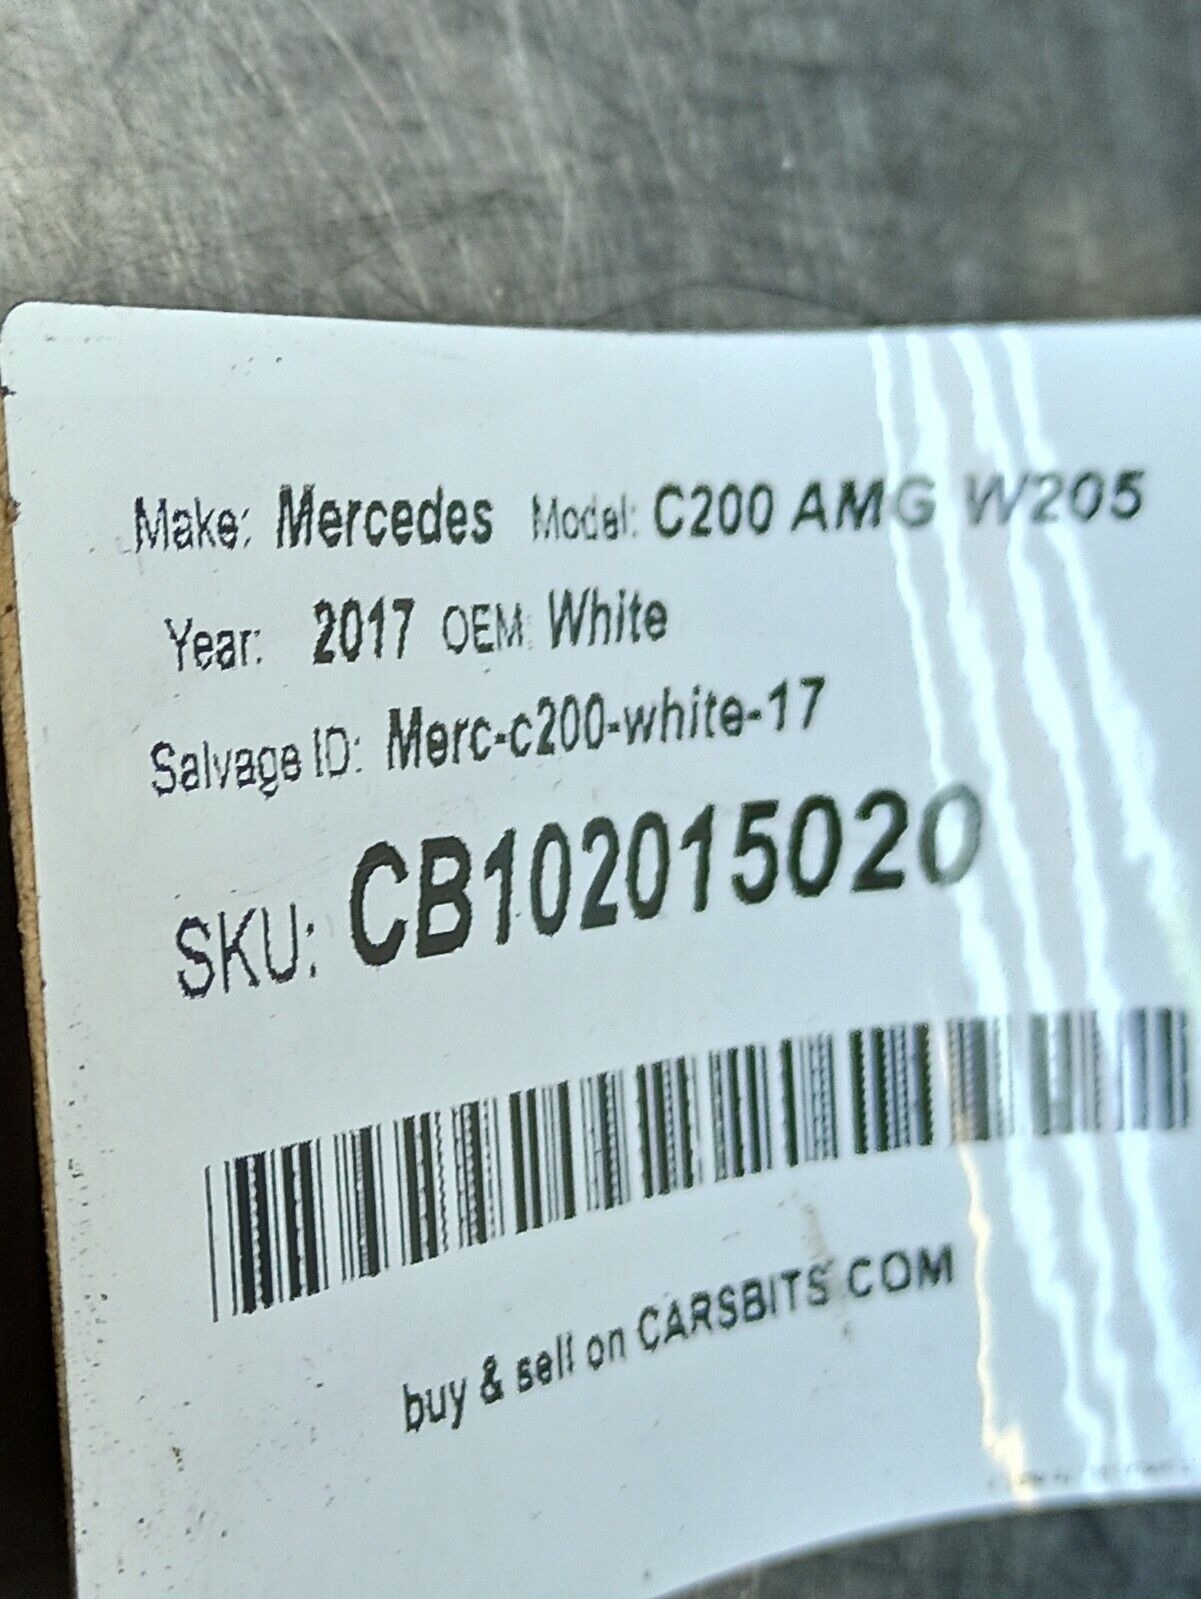 Make: Mercedes Model: C200 AMG W205
Year: 2017 OEM: White
Salvage ID: Merc-c200-white-17
SKU: CB102015020
buy & sell on CARSBITS.COM